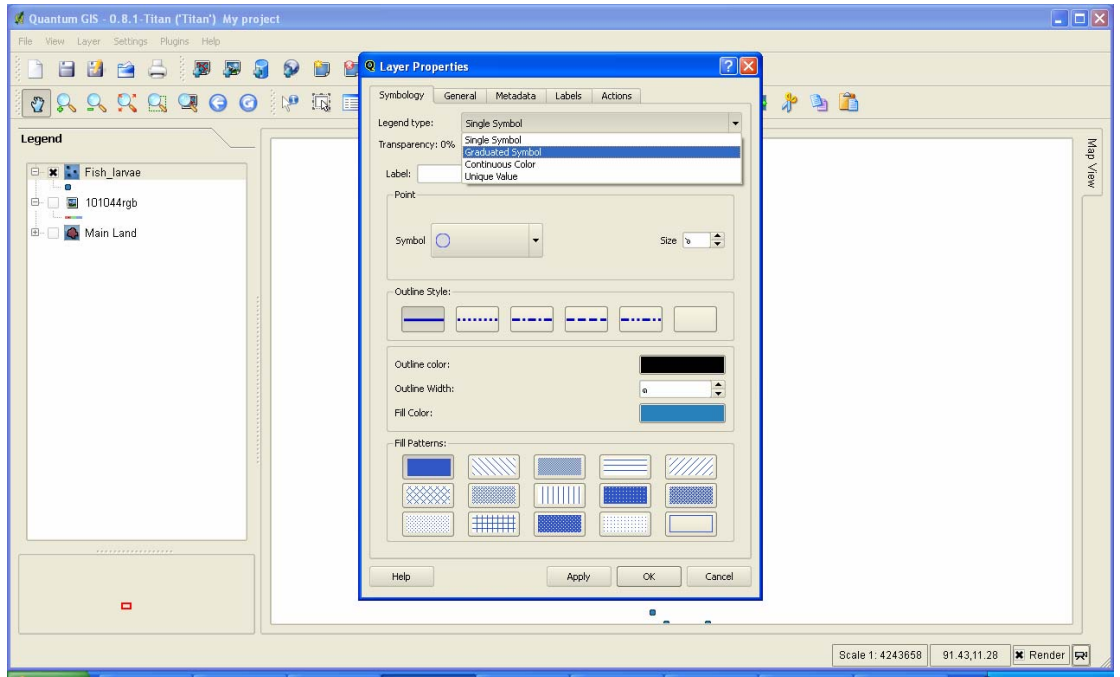 Quantum GIS - 0.8.1-Titan ('Titan') My project
File View Layer Settings Plugins Help
Layer Properties
Symbology General Metadata Labels Actions
Legend type: Single Symbol
Single Symbol
Transparency: 0%
Graduated Symbol
Continuous Color
Unique Value
Label:
Point
Symbol
Size ๖
Outline Style:
Outline color:
Outline Width: ๑
Fill Color:
Fill Patterns:
Help Apply OK Cancel
Legend
Fish_larvae
101044rgb
Main Land
Map View
Scale 1: 4243658 91.43,11.28 Render